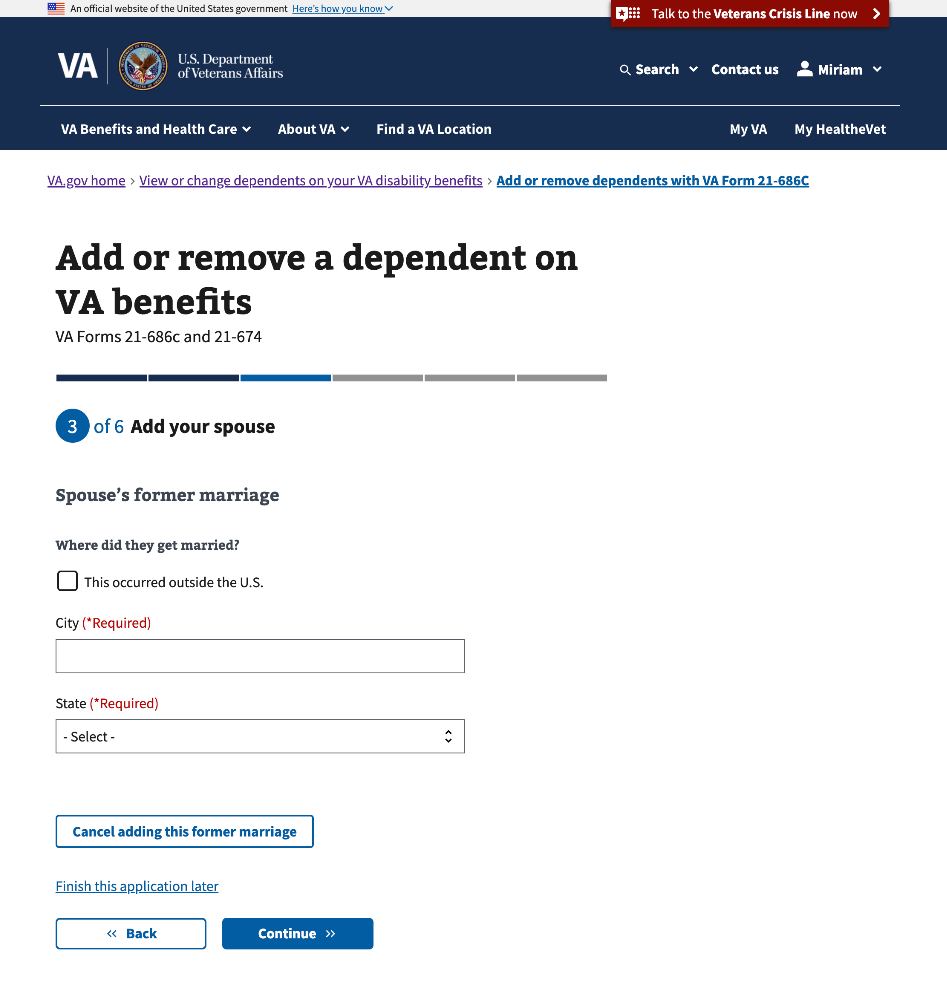 An official website of the United States government Here's how you know
Talk to the Veterans Crisis Line now
VA
U.S. Department
of Veterans Affairs
Search
Contact us
Miriam
VA Benefits and Health Care
About VA
Find a VA Location
My VA
My HealtheVet
VA.gov home › View or change dependents on your VA disability benefits › Add or remove dependents with VA Form 21-686C
Add or remove a dependent on
VA benefits
VA Forms 21-686c and 21-674
3 of 6 Add your spouse
Spouse’s former marriage
Where did they get married?
This occurred outside the U.S.
City (*Required)
State (*Required)
- Select -
Cancel adding this former marriage
Finish this application later
Back
Continue